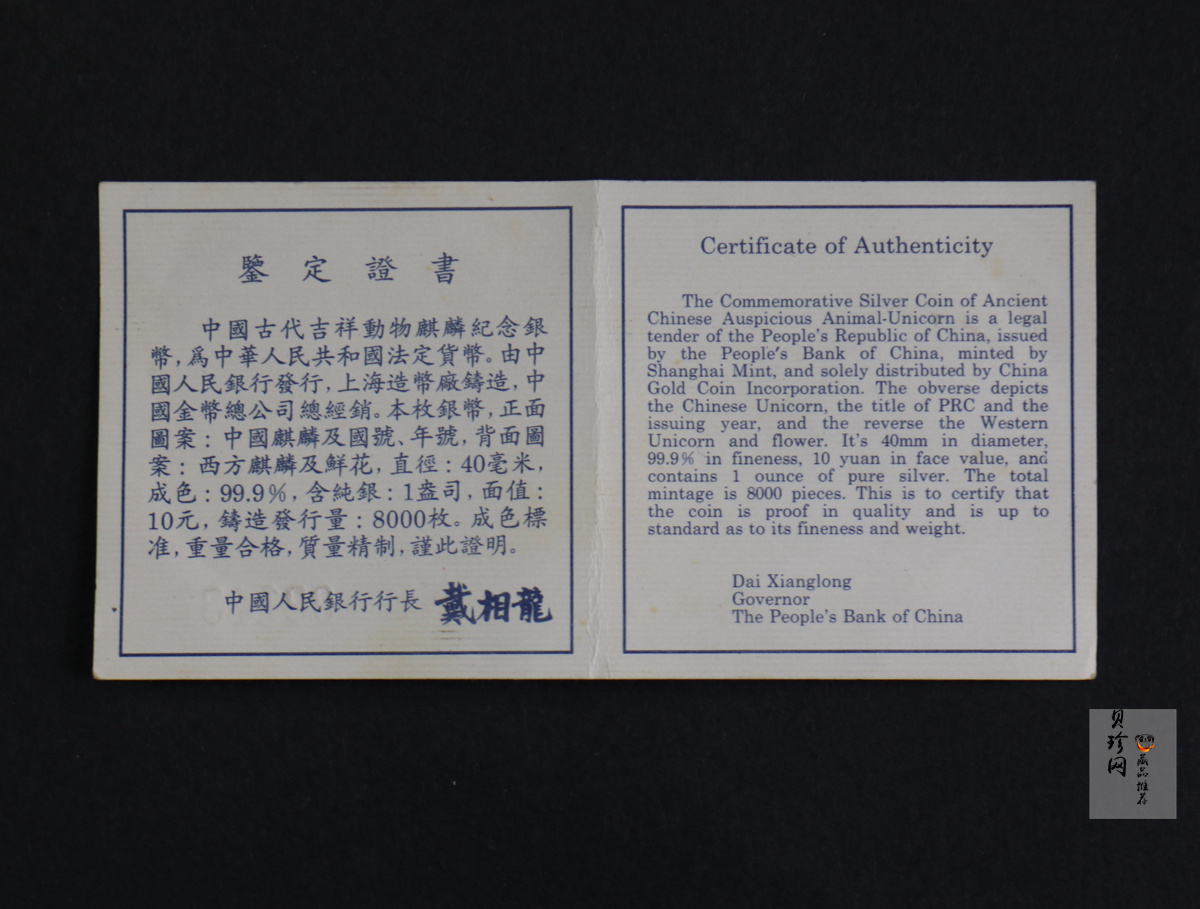 鑒定證書
中國古代吉祥動物麒麟紀念銀
幣，爲中華人民共和國法定貨幣。由中
國人民銀行發行，上海造幣廠鑄造，中
國金幣總公司總經銷。本枚銀幣，正面
圖案：中國麒麟及國號、年號，背面圖
案：西方麒麟及鮮花，直徑：40毫米，
成色：99.9%，含純銀：1盎司，面值：
10元，鑄造發行量：8000枚。成色標
准，重量合格，質量精制，謹此證明。
中國人民銀行行長 戴相龍
Certificate of Authenticity
The Commemorative Silver Coin of Ancient
Chinese Auspicious Animal-Unicorn is a legal
tender of the People's Republic of China, issued
by the People's Bank of China, minted by
Shanghai Mint, and solely distributed by China
Gold Coin Incorporation. The obverse depicts
the Chinese Unicorn, the title of PRC and the
issuing year, and the reverse the Western
Unicorn and flower. It's 40mm in diameter,
99.9% in fineness, 10 yuan in face value, and
contains 1 ounce of pure silver. The total
mintage is 8000 pieces. This is to certify that
the coin is proof in quality and is up to
standard as to its fineness and weight.
Dai Xianglong
Governor
The People's Bank of China
貝珍网
藏品推荐